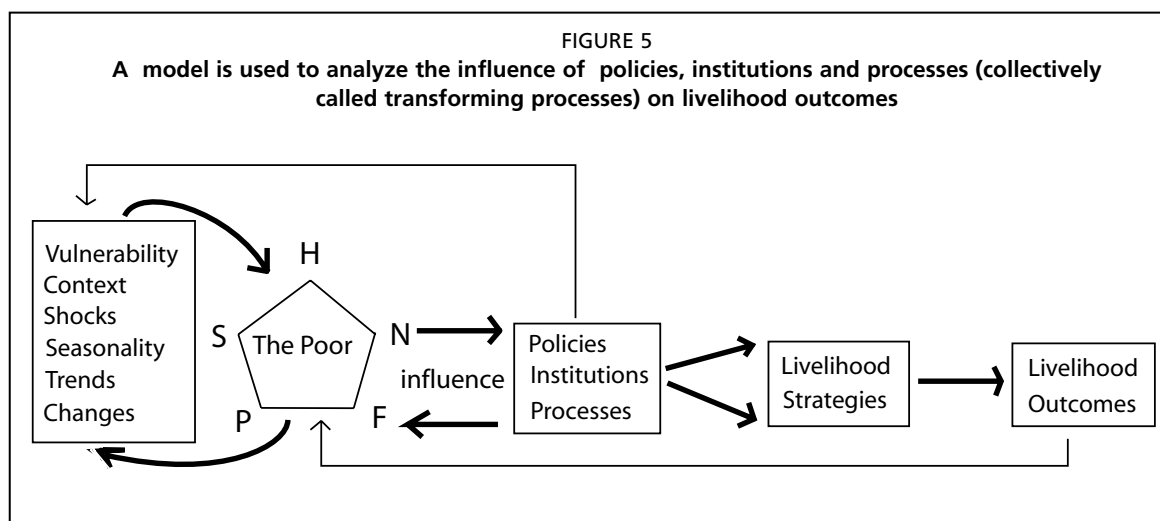 FIGURE 5
A model is used to analyze the influence of policies, institutions and processes (collectively
called transforming processes) on livelihood outcomes
Vulnerability
Context
Shocks
Seasonality
Trends
Changes
H
S
The Poor
N
P
F
influence
Policies
Institutions
Processes
Livelihood
Strategies
Livelihood
Outcomes